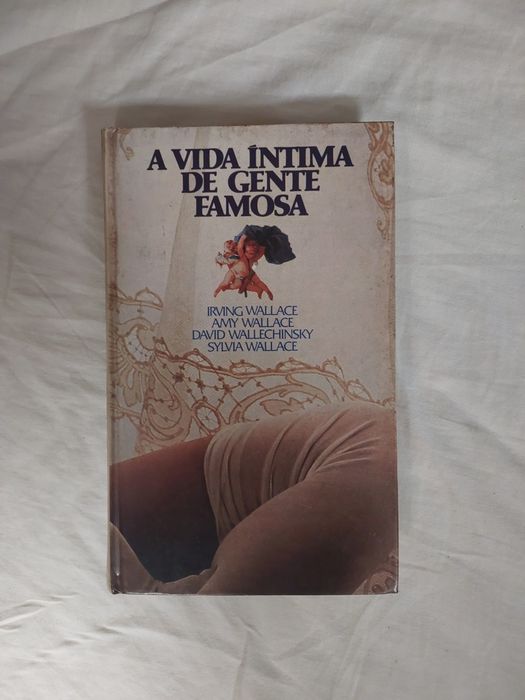 A VIDA ÍNTIMA
DE GENTE
FAMOSA
IRVING WALLACE
AMY WALLACE
DAVID WALLECHINSKY
SYLVIA WALLACE